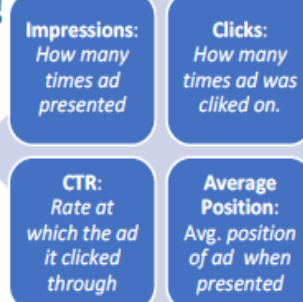 Impressions:
How many
times ad
presented
Clicks:
How many
times ad was
cliked on.
CTR:
Rate at
which the ad
it clicked
through
Average
Position:
Avg. position
of ad when
presented